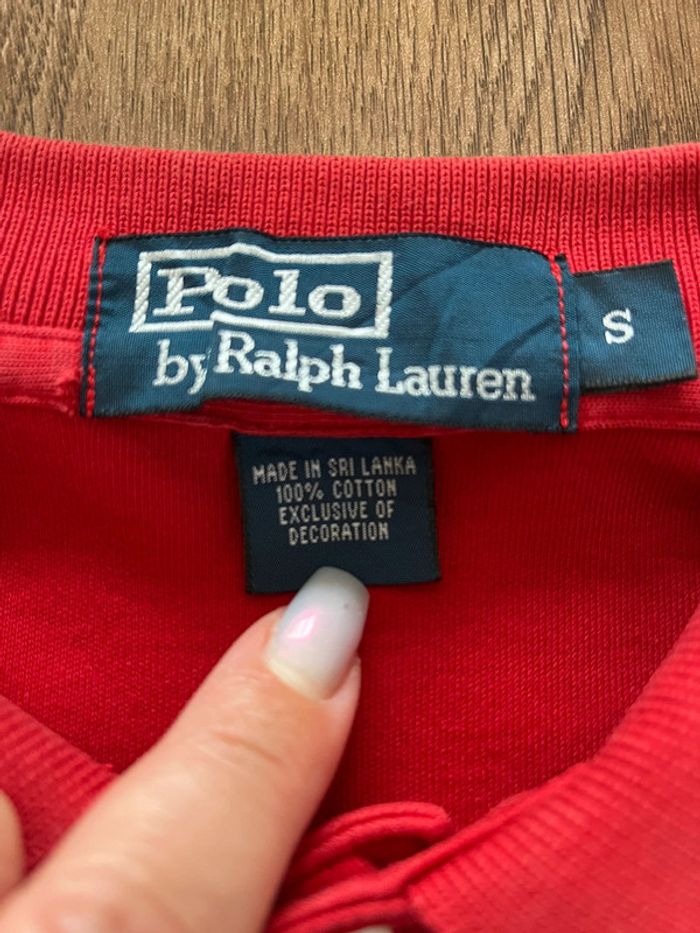 Polo
by Ralph Lauren
S
MADE IN SRI LANKA
100% COTTON
EXCLUSIVE OF
DECORATION